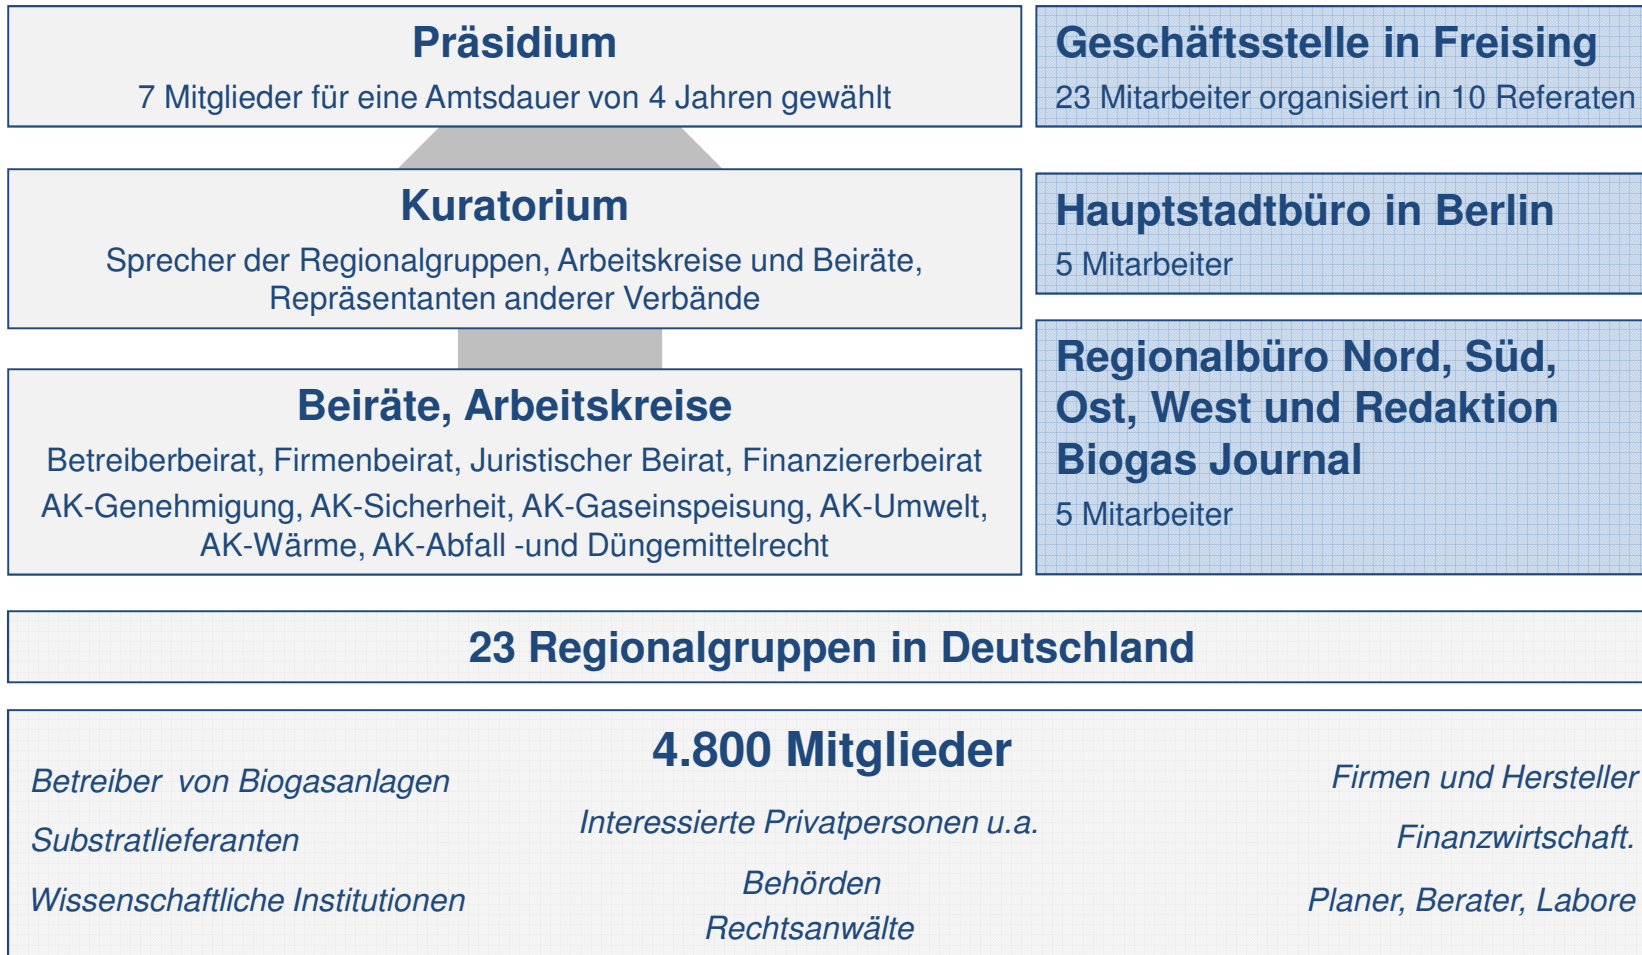 Präsidium
7 Mitglieder für eine Amtsdauer von 4 Jahren gewählt
Kuratorium
Sprecher der Regionalgruppen, Arbeitskreise und Beiräte,
Repräsentanten anderer Verbände
Beiräte, Arbeitskreise
Betreiberbeirat, Firmenbeirat, Juristischer Beirat, Finanziererbeirat
AK-Genehmigung, AK-Sicherheit, AK-Gaseinspeisung, AK-Umwelt,
AK-Wärme, AK-Abfall -und Düngemittelrecht
Geschäftsstelle in Freising
23 Mitarbeiter organisiert in 10 Referaten
Hauptstadtbüro in Berlin
5 Mitarbeiter
Regionalbüro Nord, Süd,
Ost, West und Redaktion
Biogas Journal
5 Mitarbeiter
23 Regionalgruppen in Deutschland
4.800 Mitglieder
Betreiber von Biogasanlagen
Substratlieferanten
Wissenschaftliche Institutionen
Interessierte Privatpersonen u.a.
Behörden
Rechtsanwälte
Firmen und Hersteller
Finanzwirtschaft.
Planer, Berater, Labore